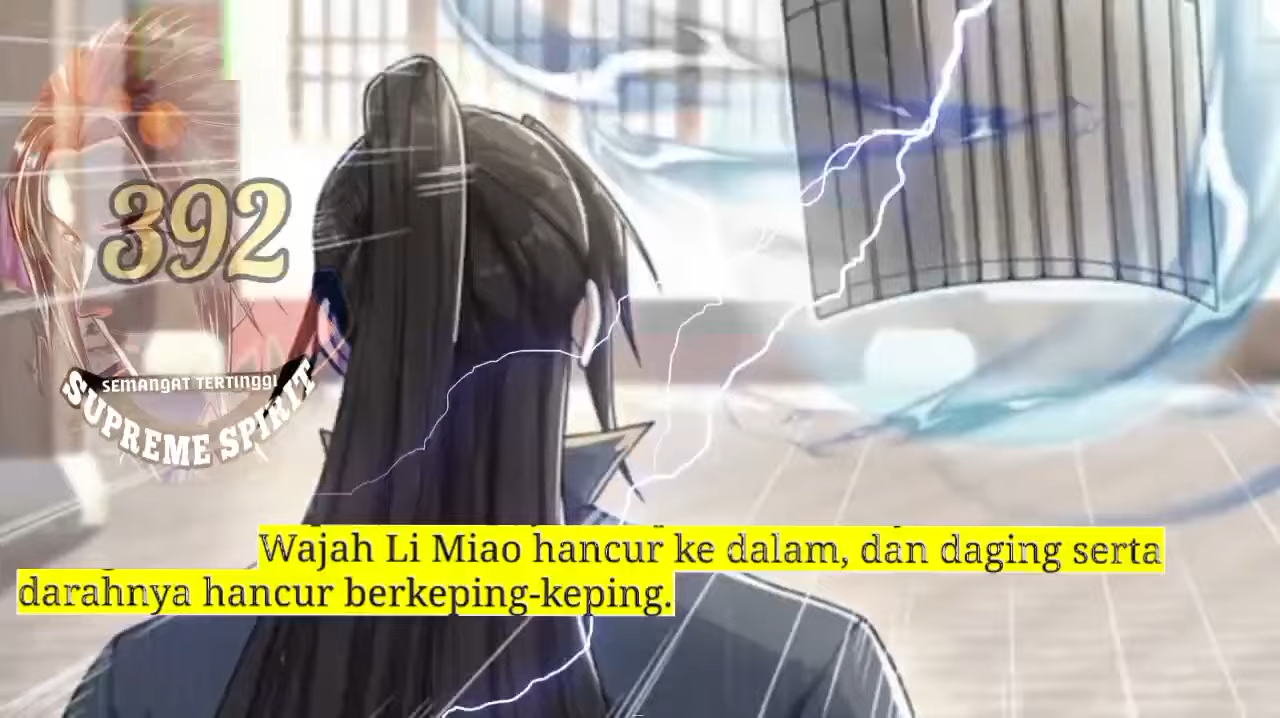 392
SEMANGAT TERTINGGI
SUPREME SPIRIT
Wajah Li Miao hancur ke dalam, dan daging serta
darahnya hancur berkeping-keping.